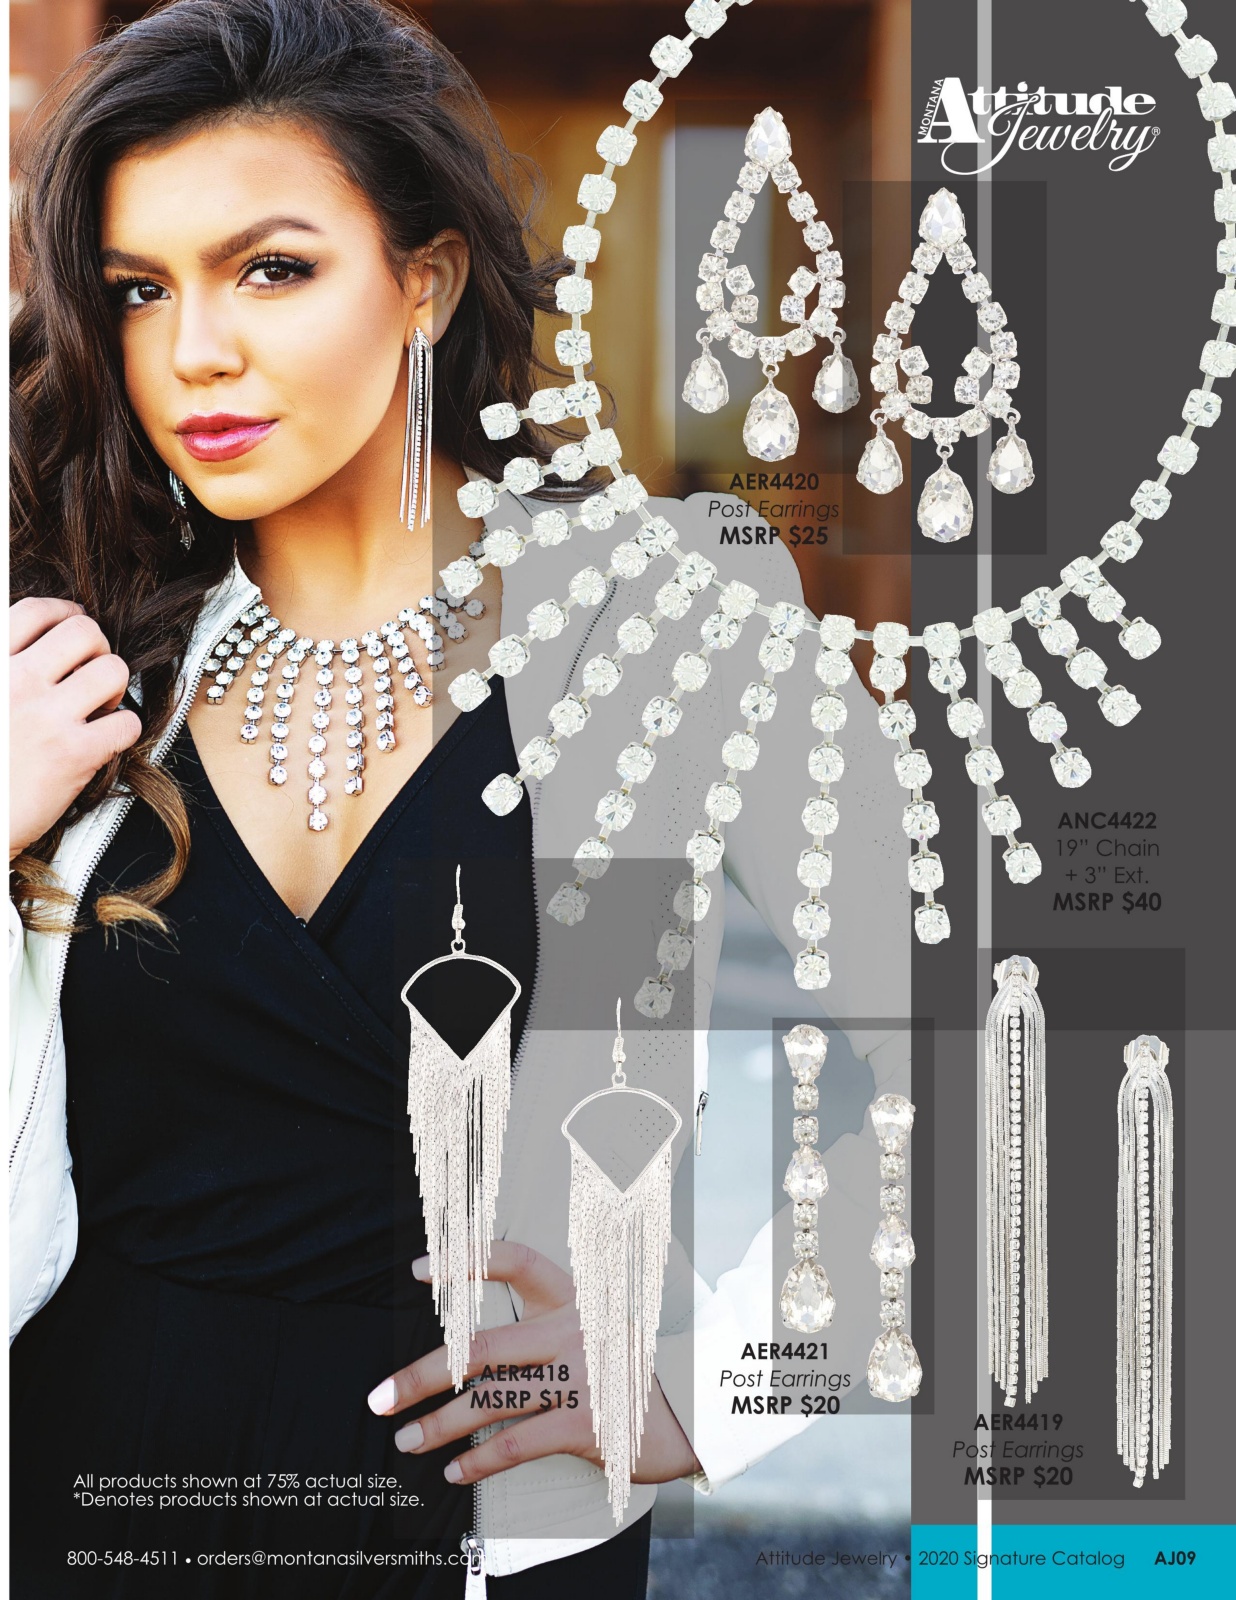 MONTANA
Attitude
Jewelry®
AER4420
Post Earrings
MSRP $25
ANC4422
19" Chain
+ 3" Ext.
MSRP $40
AER4418
MSRP $15
AER4421
Post Earrings
MSRP $20
AER4419
Post Earrings
MSRP $20
All products shown at 75% actual size.
*Denotes products shown at actual size.
800-548-4511 • orders@montanasilversmiths.com
Attitude Jewelry • 2020 Signature Catalog AJ09